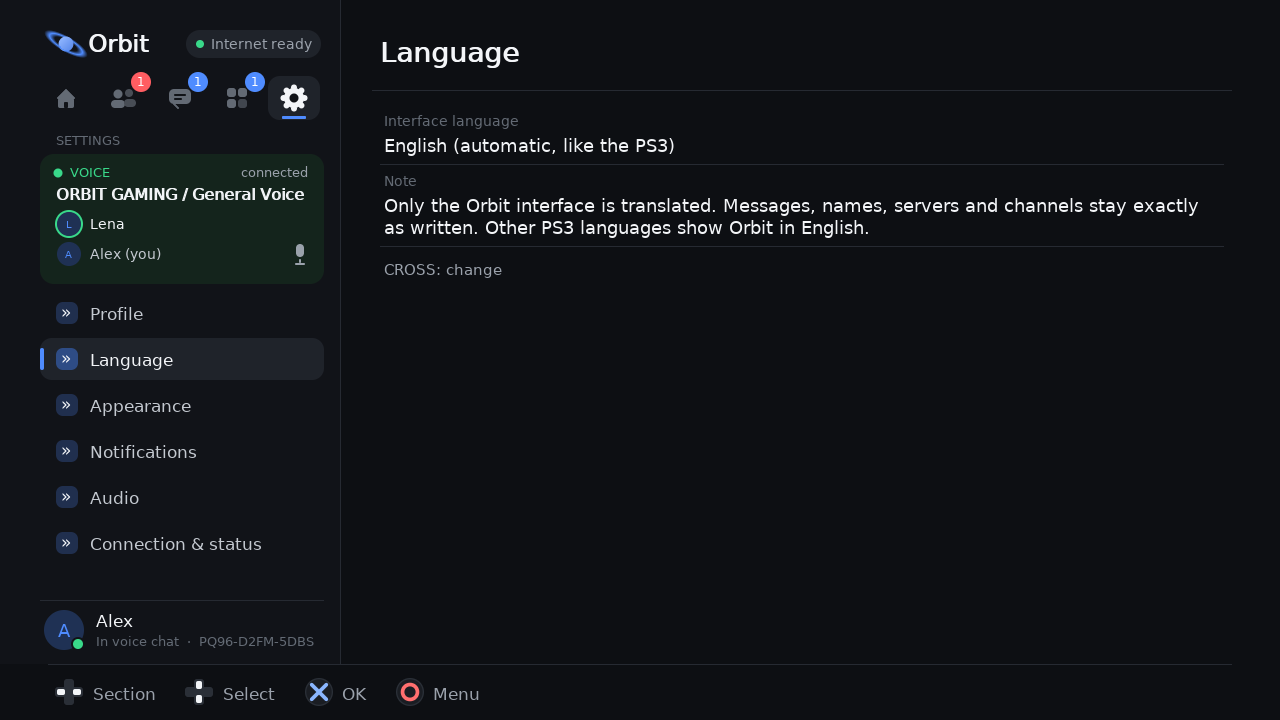 Orbit
Internet ready
1
1
1
SETTINGS
VOICE
connected
ORBIT GAMING / General Voice
L
Lena
A
Alex (you)
Profile
Language
Appearance
Notifications
Audio
Connection & status
A
Alex
In voice chat · PQ96-D2FM-5DBS
Language
Interface language
English (automatic, like the PS3)
Note
Only the Orbit interface is translated. Messages, names, servers and channels stay exactly
as written. Other PS3 languages show Orbit in English.
CROSS: change
Section
Select
OK
Menu